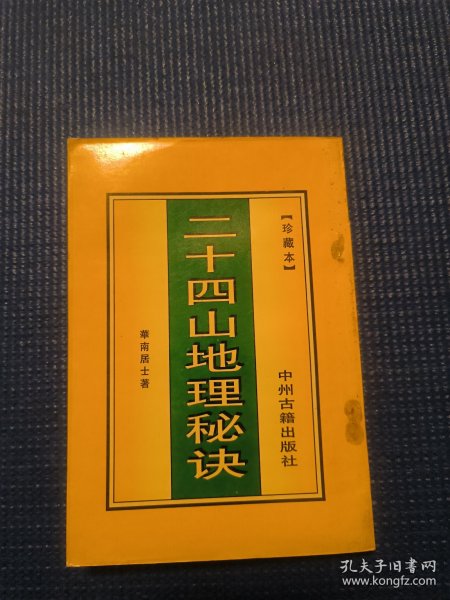 【珍藏本】
二十四山地理秘诀
華南居士著
中州古籍出版社
孔夫子旧书网
www.kongfz.com